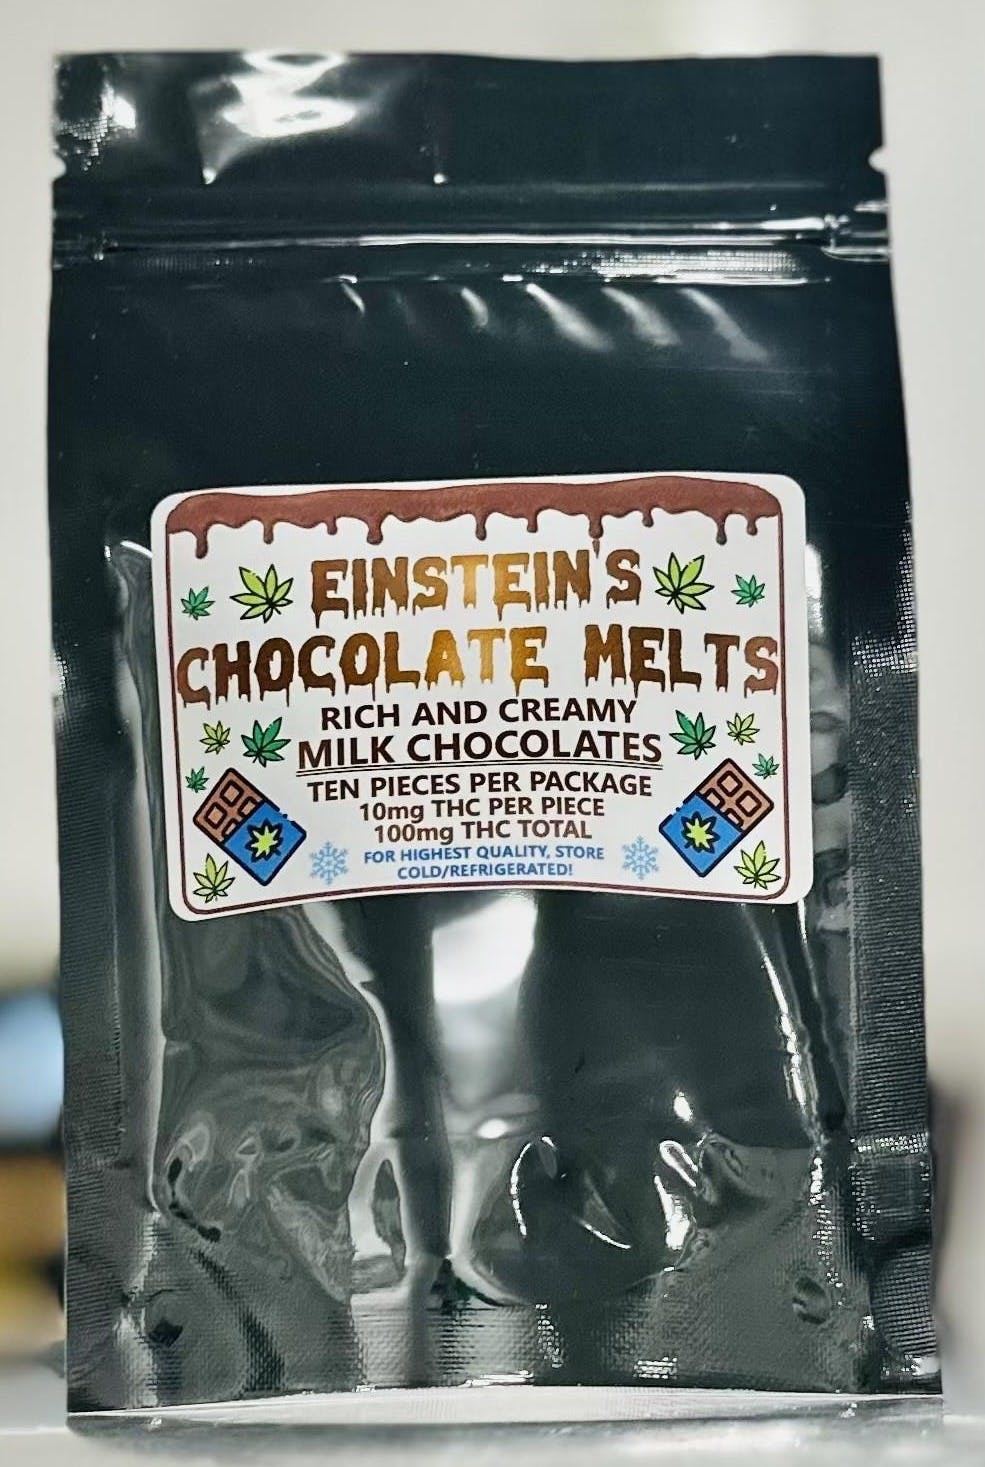 EINSTEIN'S
CHOCOLATE MELTS
RICH AND CREAMY
MILK CHOCOLATES
TEN PIECES PER PACKAGE
10mg THC PER PIECE
100mg THC TOTAL
FOR HIGHEST QUALITY, STORE
COLD/REFRIGERATED!